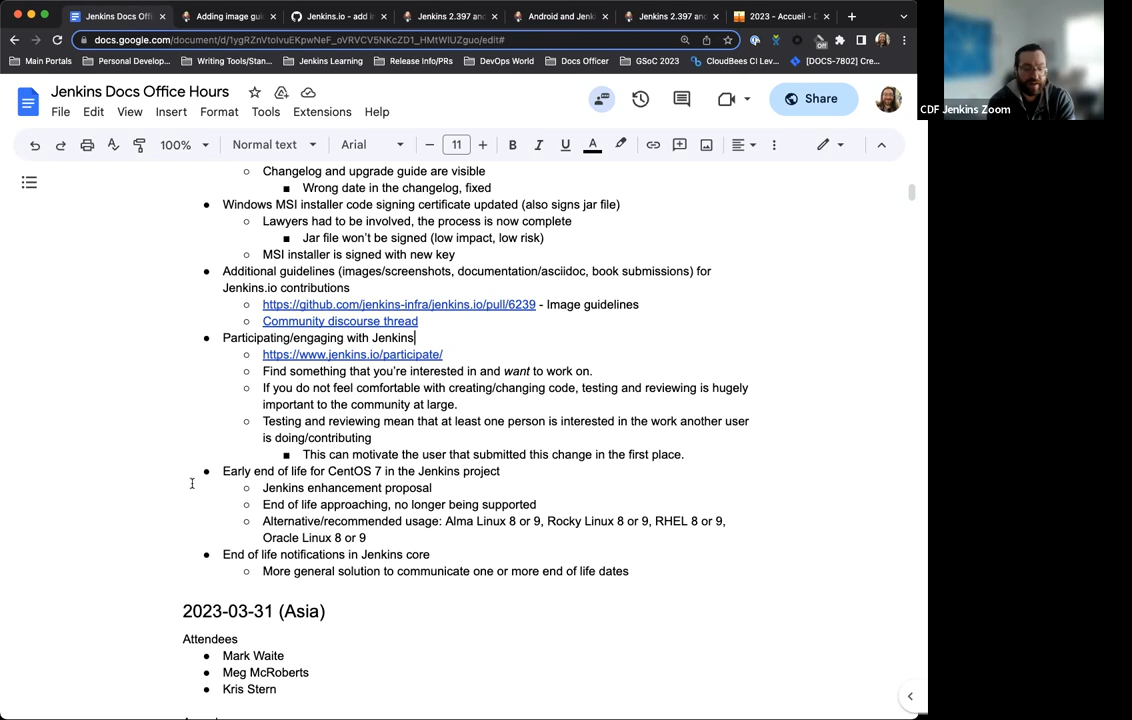 Jenkins Docs Offi
Adding image gui
Jenkins.io - add in
Jenkins 2.397 and
Android and Jenk
Jenkins 2.397 and
2023 - Accueil - D
docs.google.com/document/d/1ygRZnVtoIvuEKpwNeF_oVRVCV5NKcZD1_HMtWlUZguo/edit#
Off
Main Portals
Personal Develop...
Writing Tools/Stan...
Jenkins Learning
Release Info/PRs
DevOps World
Docs Officer
GSoC 2023
CloudBees CI Lev...
[DOCS-7802] Cre...
CDF Jenkins Zoom
Jenkins Docs Office Hours
File Edit View Insert Format Tools Extensions Help
Share
100% Normal text Arial 11
Changelog and upgrade guide are visible
Wrong date in the changelog, fixed
Windows MSI installer code signing certificate updated (also signs jar file)
Lawyers had to be involved, the process is now complete
Jar file won't be signed (low impact, low risk)
MSI installer is signed with new key
Additional guidelines (images/screenshots, documentation/asciidoc, book submissions) for
Jenkins.io contributions
https://github.com/jenkins-infra/jenkins.io/pull/6239 - Image guidelines
Community discourse thread
Participating/engaging with Jenkins
https://www.jenkins.io/participate/
Find something that you're interested in and want to work on.
If you do not feel comfortable with creating/changing code, testing and reviewing is hugely
important to the community at large.
Testing and reviewing mean that at least one person is interested in the work another user
is doing/contributing
This can motivate the user that submitted this change in the first place.
Early end of life for CentOS 7 in the Jenkins project
Jenkins enhancement proposal
End of life approaching, no longer being supported
Alternative/recommended usage: Alma Linux 8 or 9, Rocky Linux 8 or 9, RHEL 8 or 9,
Oracle Linux 8 or 9
End of life notifications in Jenkins core
More general solution to communicate one or more end of life dates
2023-03-31 (Asia)
Attendees
Mark Waite
Meg McRoberts
Kris Stern